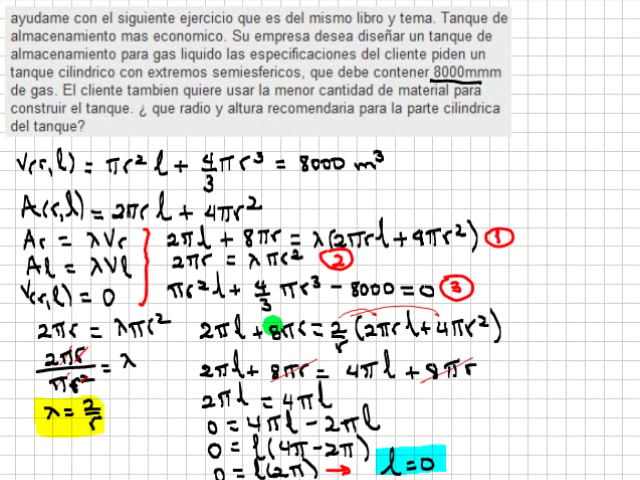 ayudame con el siguiente ejercicio que es del mismo libro y tema. Tanque de
almacenamiento mas economico. Su empresa desea diseñar un tanque de
almacenamiento para gas liquido las especificaciones del cliente piden un
tanque cilindrico con extremos semiesfericos, que debe contener 8000mmm
de gas. El cliente tambien quiere usar la menor cantidad de material para
construir el tanque. ¿ que radio y altura recomendaria para la parte cilindrica
del tanque?
V(r,l) = πr² l + 4/3 πr³ = 8000 m³
A(r,l) = 2πr l + 4πr²
Ar = λVr
Al = λVl
V(r,l) = 0
2πl + 8πr = λ(2πrl + 4πr²) ①
2πr = λπr² ②
πr²l + 4/3 πr³ - 8000 = 0 ③
2πr = λπr²
2πr/πr² = λ
λ = 2/r
2πl + 8πr = 2/r (2πrl + 4πr²)
2πl + 8πr = 4πl + 8πr
2πl = 4πl
0 = 4πl - 2πl
0 = l(4π - 2π)
0 = l(2π) → l = 0